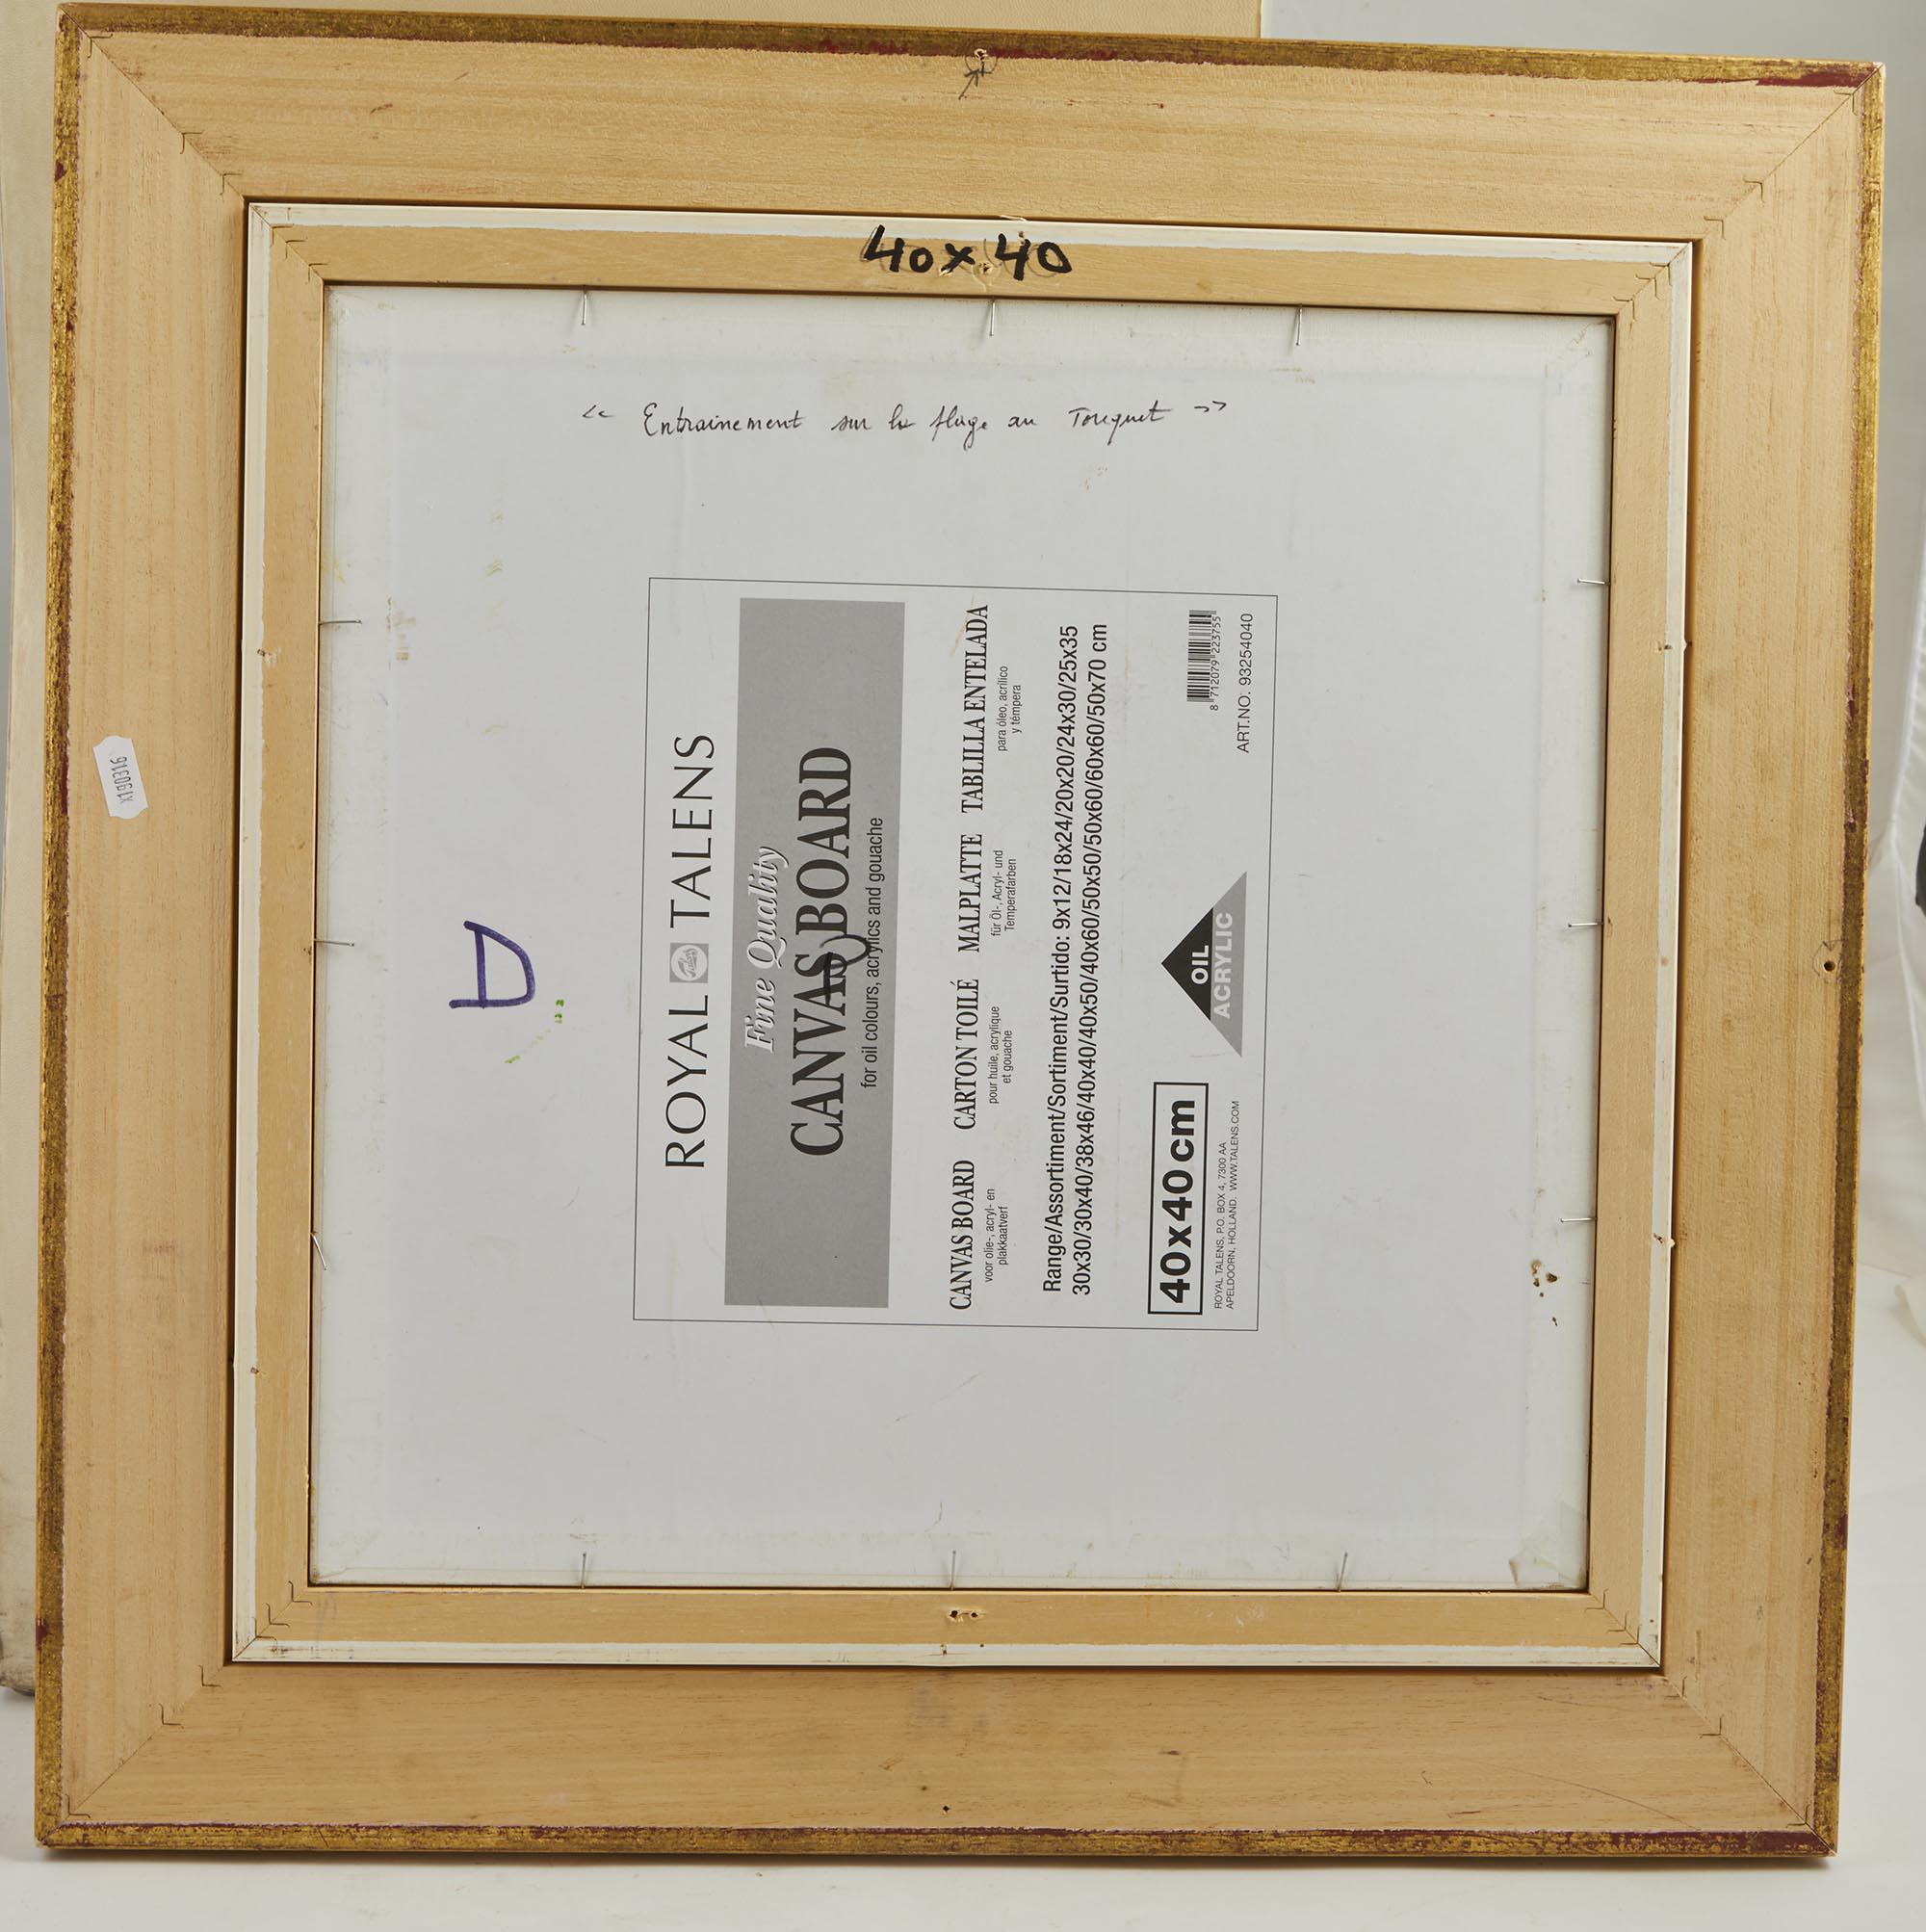 40x40
<< Entrainement sur la plage au Touquet >>
X190316
A
ROYAL TALENS
Fine Quality
CANVAS BOARD
for oil colours, acrylics and gouache
CANVAS BOARD
voor olie-, acryl- en
plakkaatverf
CARTON TOILÉ
pour huile, acrylique
et gouache
MALPLATTE
für Öl-, Acryl- und
Temperafarben
TABLILLA ENTELADA
para óleo, acrílico
y témpera
Range/Assortiment/Sortiment/Surtido: 9x12/18x24/20x20/24x30/25x35
30x30/30x40/38x46/40x40/40x50/40x60/50x50/50x60/60x60/50x70 cm
40x40cm
OIL
ACRYLIC
8 712079 223755
ART.NO. 93254040
ROYAL TALENS, P.O. BOX 4, 7300 AA
APELDOORN, HOLLAND. WWW.TALENS.COM